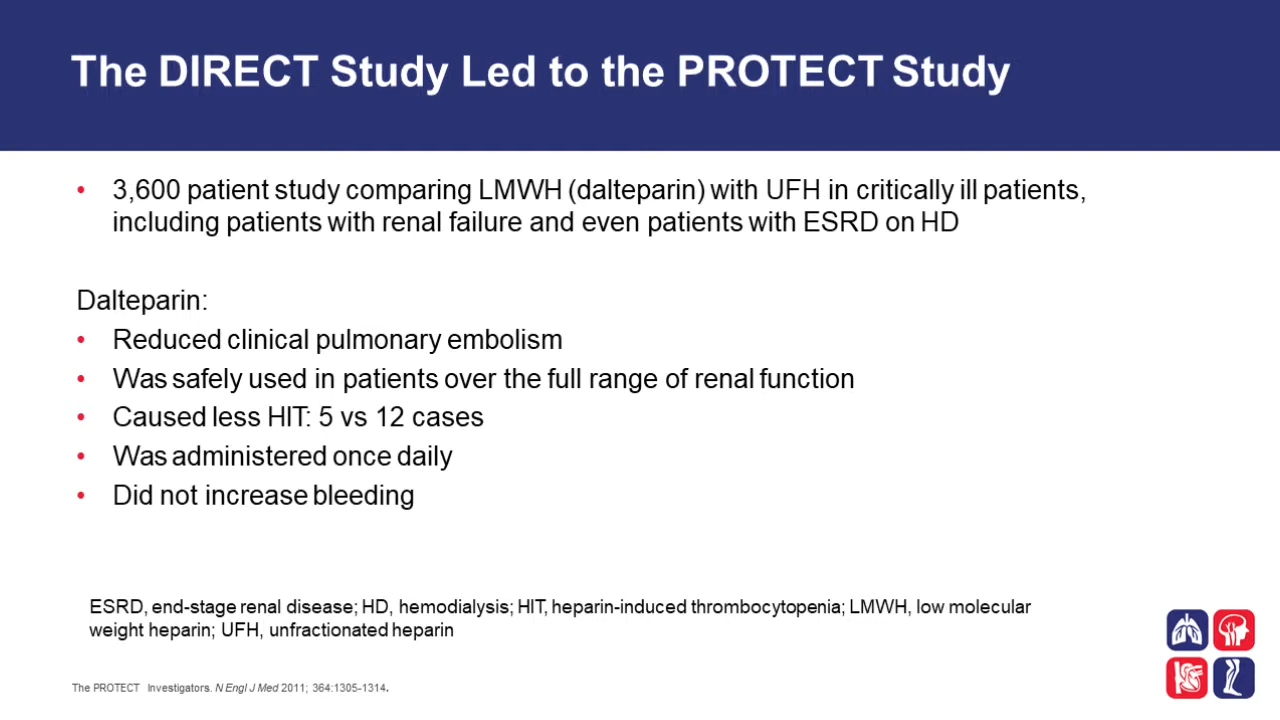 The DIRECT Study Led to the PROTECT Study
• 3,600 patient study comparing LMWH (dalteparin) with UFH in critically ill patients,
including patients with renal failure and even patients with ESRD on HD
Dalteparin:
• Reduced clinical pulmonary embolism
• Was safely used in patients over the full range of renal function
• Caused less HIT: 5 vs 12 cases
• Was administered once daily
• Did not increase bleeding
ESRD, end-stage renal disease; HD, hemodialysis; HIT, heparin-induced thrombocytopenia; LMWH, low molecular
weight heparin; UFH, unfractionated heparin
The PROTECT Investigators. N Engl J Med 2011; 364:1305-1314.